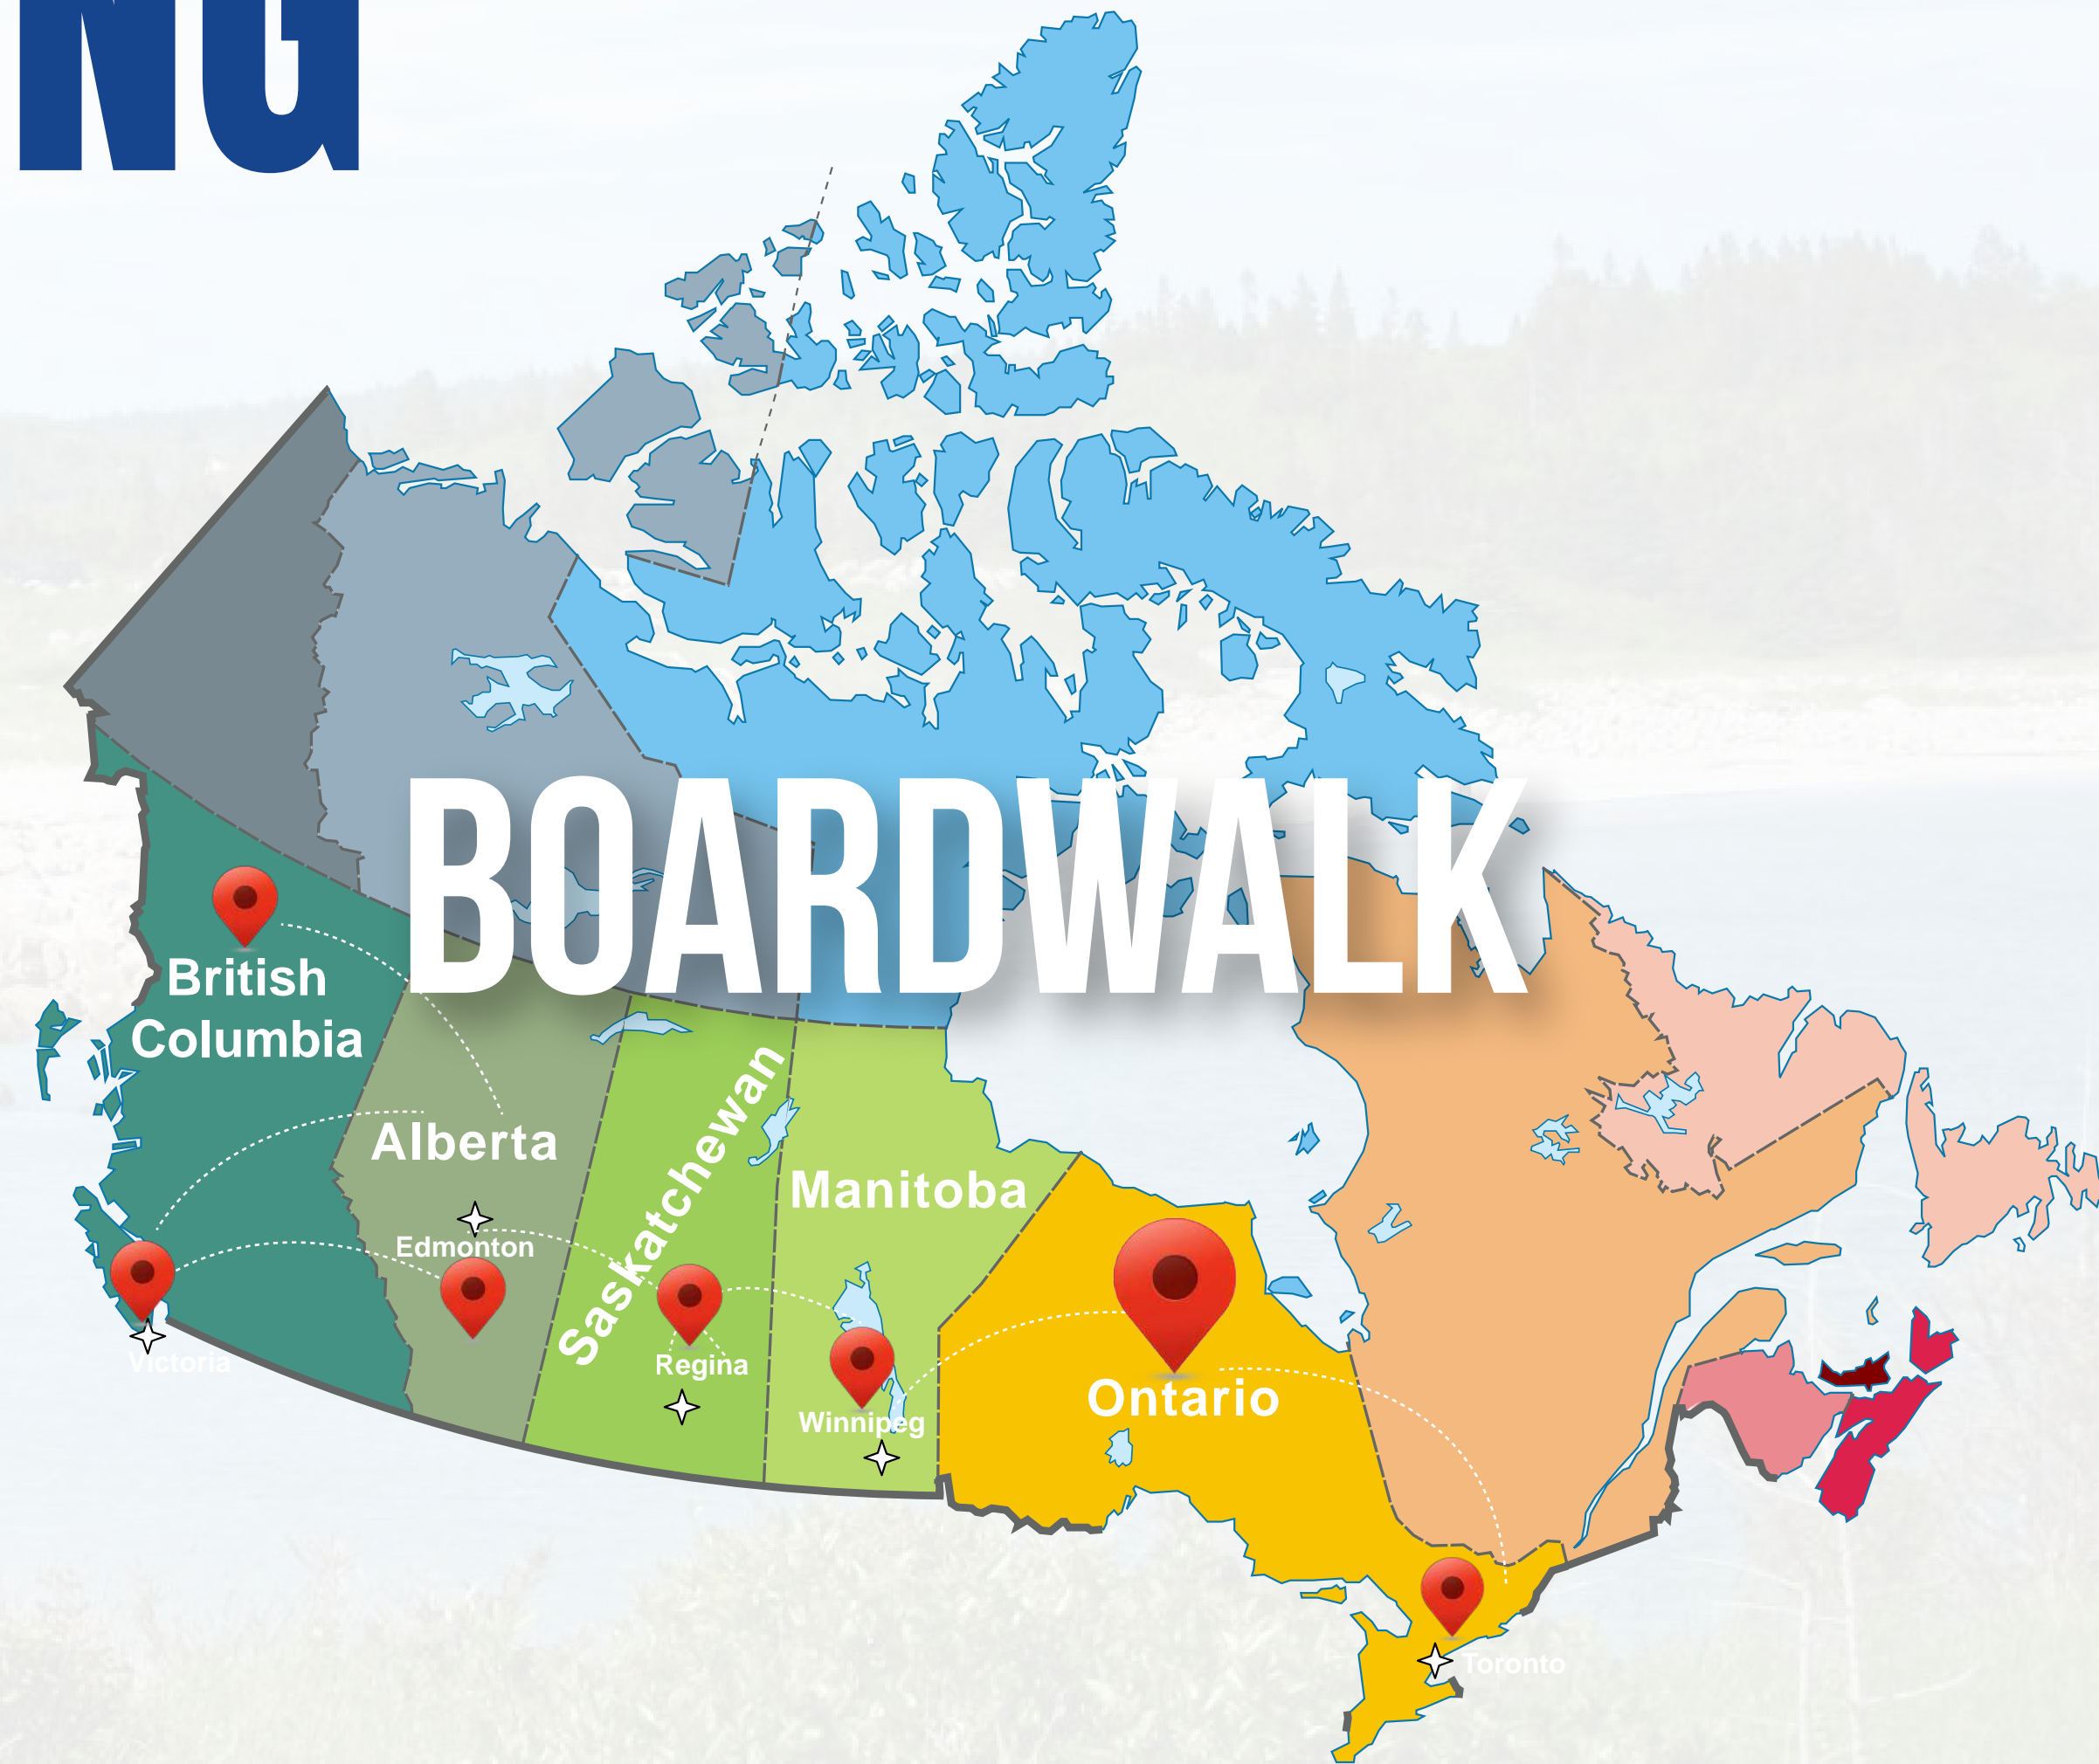 NG
BOARDWALK
British
Columbia
Alberta
Saskatchewan
Manitoba
Edmonton
Victoria
Regina
Winnipeg
Ontario
Toronto